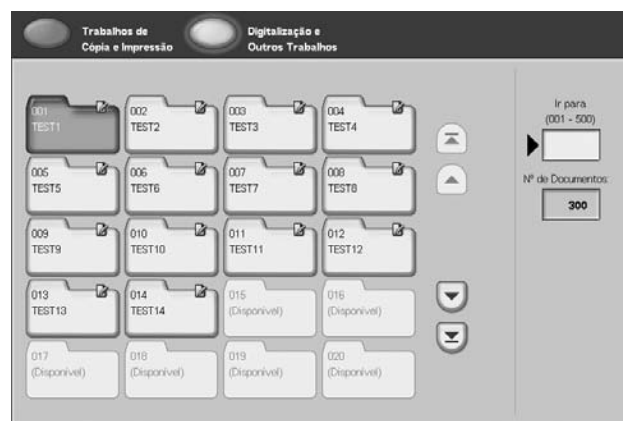 Trabalhos de
Cópia e Impressão
Digitalização e
Outros Trabalhos
001
TEST1
002
TEST2
003
TEST3
004
TEST4
005
TEST5
006
TEST6
007
TEST7
008
TEST8
009
TEST9
010
TEST10
011
TEST11
012
TEST12
013
TEST13
014
TEST14
015
(Disponível)
016
(Disponível)
017
(Disponível)
018
(Disponível)
019
(Disponível)
020
(Disponível)
Ir para
(001 - 500)
Nº de Documentos:
300